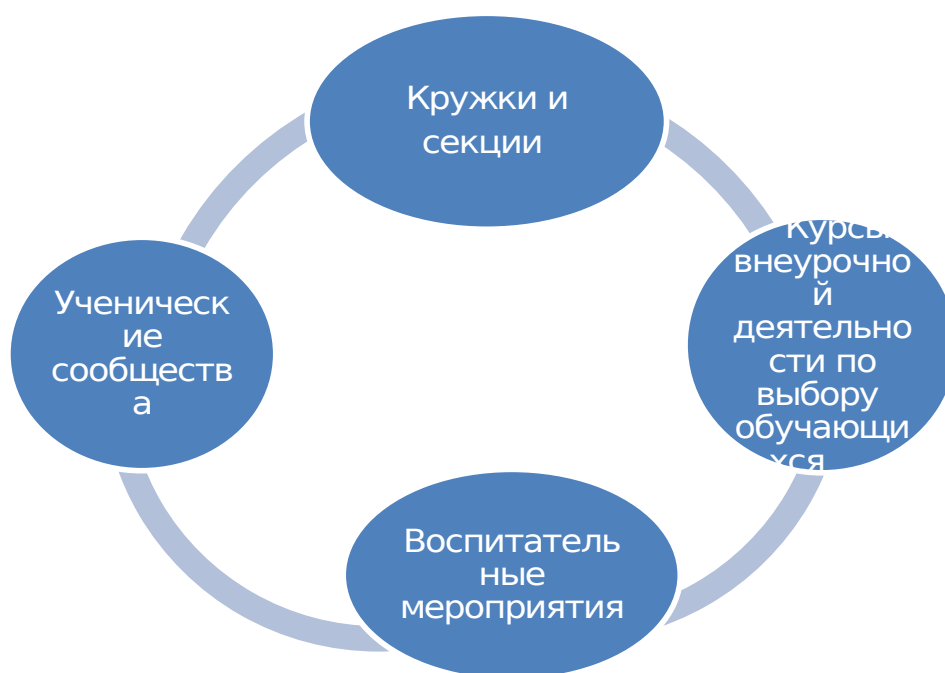 Кружки и
секции
Курсы
внеурочно
й
деятельно
сти по
выбору
обучающи
хся
Воспитатель
ные
мероприятия
Ученическ
ие
сообществ
а